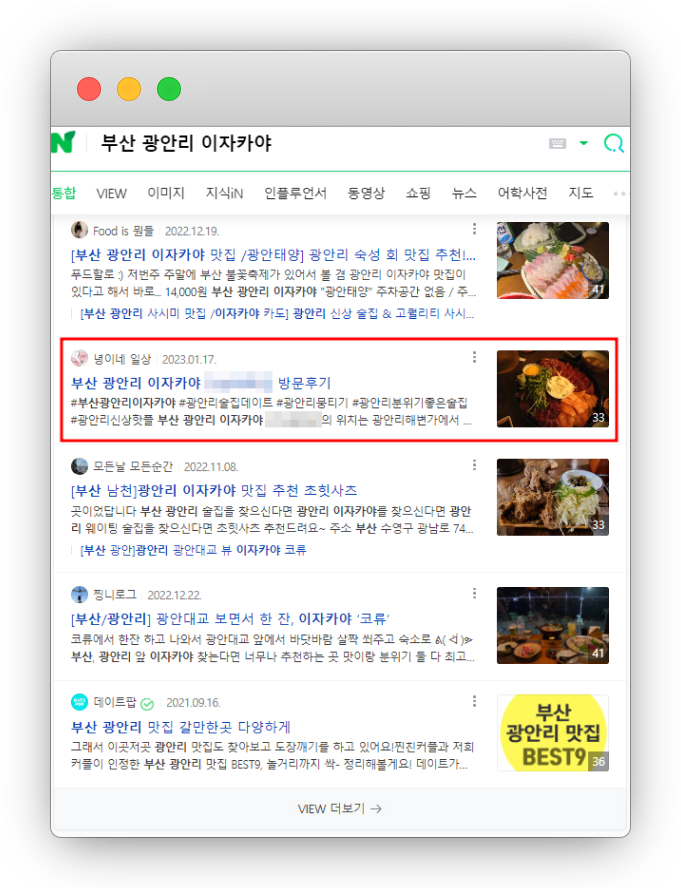 N
부산 광안리 이자카야
통합 VIEW 이미지 지식iN 인플루언서 동영상 쇼핑 뉴스 어학사전 지도
Food is 뭔들 2022.12.19.
[부산 광안리 이자카야 맛집 /광안태양] 광안리 숙성 회 맛집 추천!...
푸드할로 :) 저번주 주말에 부산 불꽃축제가 있어서 볼 겸 광안리 이자카야 맛집이
있다고 해서 바로... 14,000원 부산 광안리 이자카야 "광안태양" 주차공간 없음 / 주...
[부산 광안리 사시미 맛집 /이자카야 카도] 광안리 신상 술집 & 고퀄리티 사시...
41
녕이네 일상 2023.01.17.
부산 광안리 이자카야 방문후기
#부산광안리이자카야 #광안리술집데이트 #광안리뭉티기 #광안리분위기좋은술집
#광안리신상핫플 부산 광안리 이자카야 의 위치는 광안리해변가에서 ...
33
모든날 모든순간 2022.11.08.
[부산 남천]광안리 이자카야 맛집 추천 초힛사츠
곳이었답니다 부산 광안리 술집을 찾으신다면 광안리 이자카야를 찾으신다면 광안
리 웨이팅 술집을 찾으신다면 초힛사츠 추천드려요~ 주소 부산 수영구 광남로 74...
[부산 광안]광안리 광안대교 뷰 이자카야 코류
33
찡니로그 2022.12.22.
[부산/광안리] 광안대교 보면서 한 잔, 이자카야 ‘코류’
코류에서 한잔 하고 나와서 광안대교 앞에서 바닷바람 살짝 쐬주고 숙소로
부산, 광안리 앞 이자카야 찾는다면 너무나 추천하는 곳 맛이랑 분위기 둘 다 최고...
41
데이트팝 2021.09.16.
부산 광안리 맛집 갈만한곳 다양하게
그래서 이곳저곳 광안리 맛집도 찾아보고 도장깨기를 하고 있어요!찐친커플과 저희
커플이 인정한 부산 광안리 맛집 BEST9, 놀거리까지 싹- 정리해볼게요! 데이트가...
부산
광안리 맛집
BEST9
36
VIEW 더보기 →